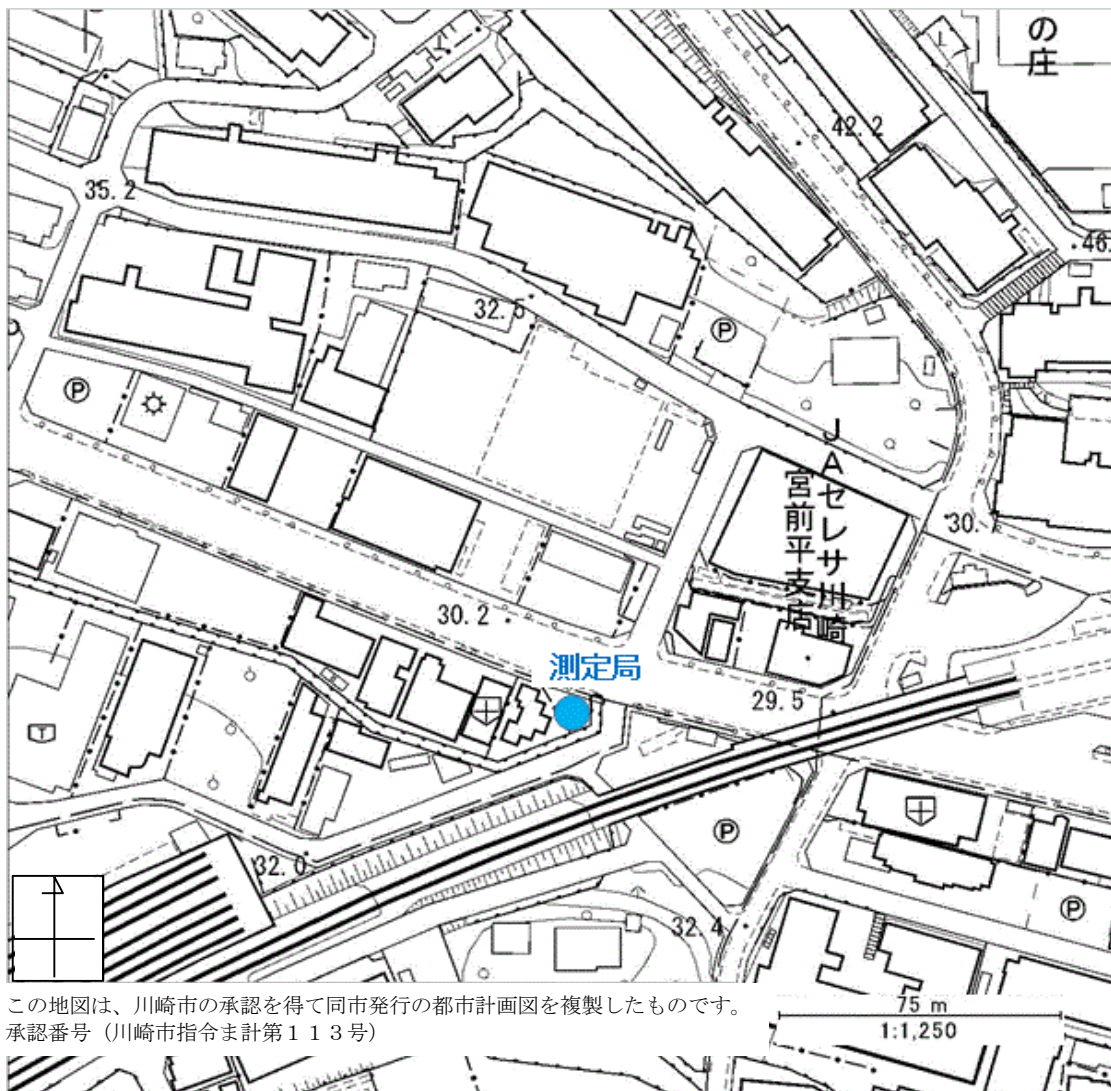 の庄
42.2
35.2
46.
32.5
Ⓟ
Ⓟ
JAセレサ川崎
宮前平支店
30.
30.2
測定局
29.5
Ⓟ
32.0
Ⓟ
32.4
この地図は、川崎市の承認を得て同市発行の都市計画図を複製したものです。
承認番号（川崎市指令ま計第１１３号）
75 m
1:1,250